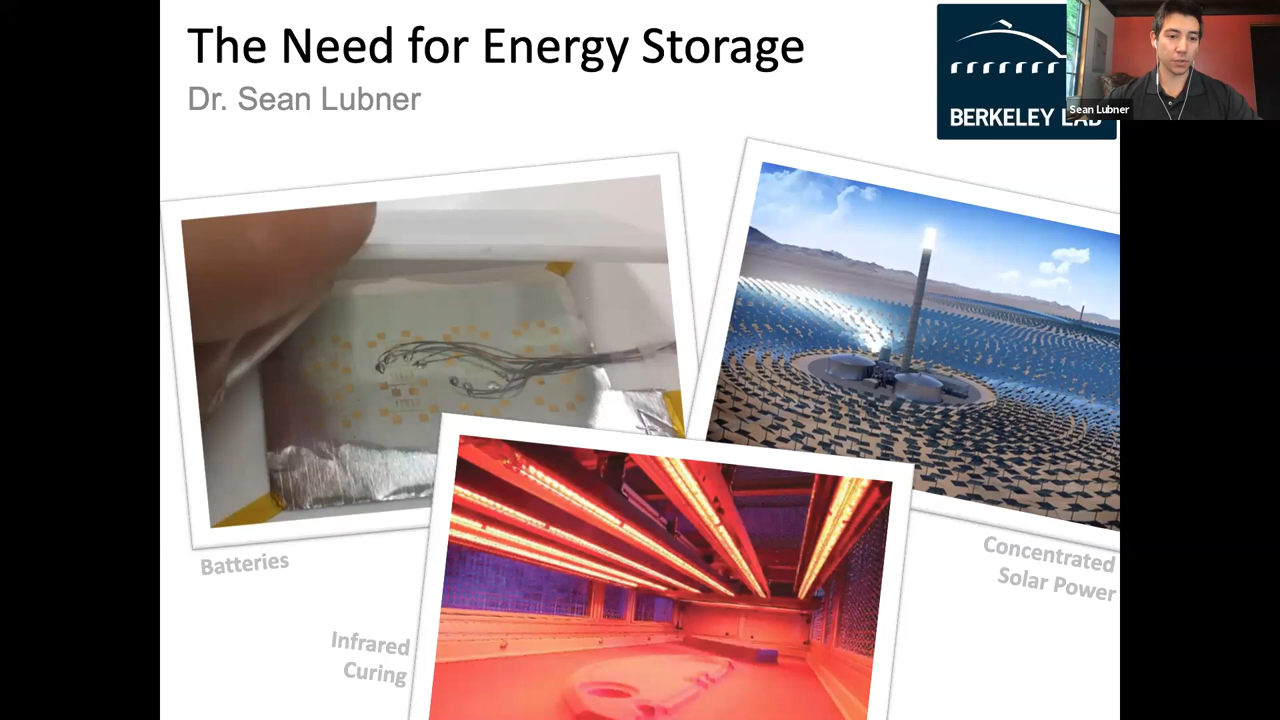 The Need for Energy Storage
Dr. Sean Lubner
BERKELEY LAB
Sean Lubner
Batteries
Concentrated
Solar Power
Infrared
Curing